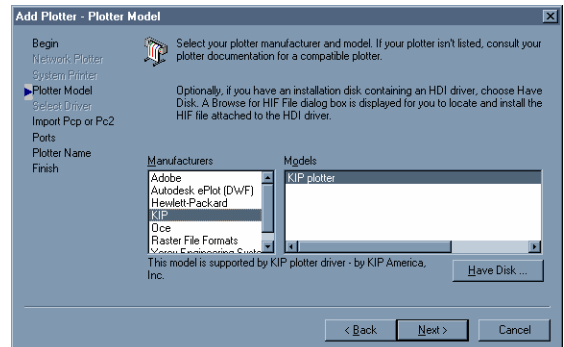 Add Plotter - Plotter Model
Begin
Network Plotter
System Printer
Plotter Model
Select Driver
Import Pcp or Pc2
Ports
Plotter Name
Finish
Select your plotter manufacturer and model. If your plotter isn't listed, consult your
plotter documentation for a compatible plotter.
Optionally, if you have an installation disk containing an HDI driver, choose Have
Disk. A Browse for HIF File dialog box is displayed for you to locate and install the
HIF file attached to the HDI driver.
Manufacturers
Adobe
Autodesk ePlot (DWF)
Hewlett-Packard
KIP
Oce
Raster File Formats
Models
KIP plotter
This model is supported by KIP plotter driver - by KIP America,
Inc.
Have Disk ...
< Back
Next >
Cancel